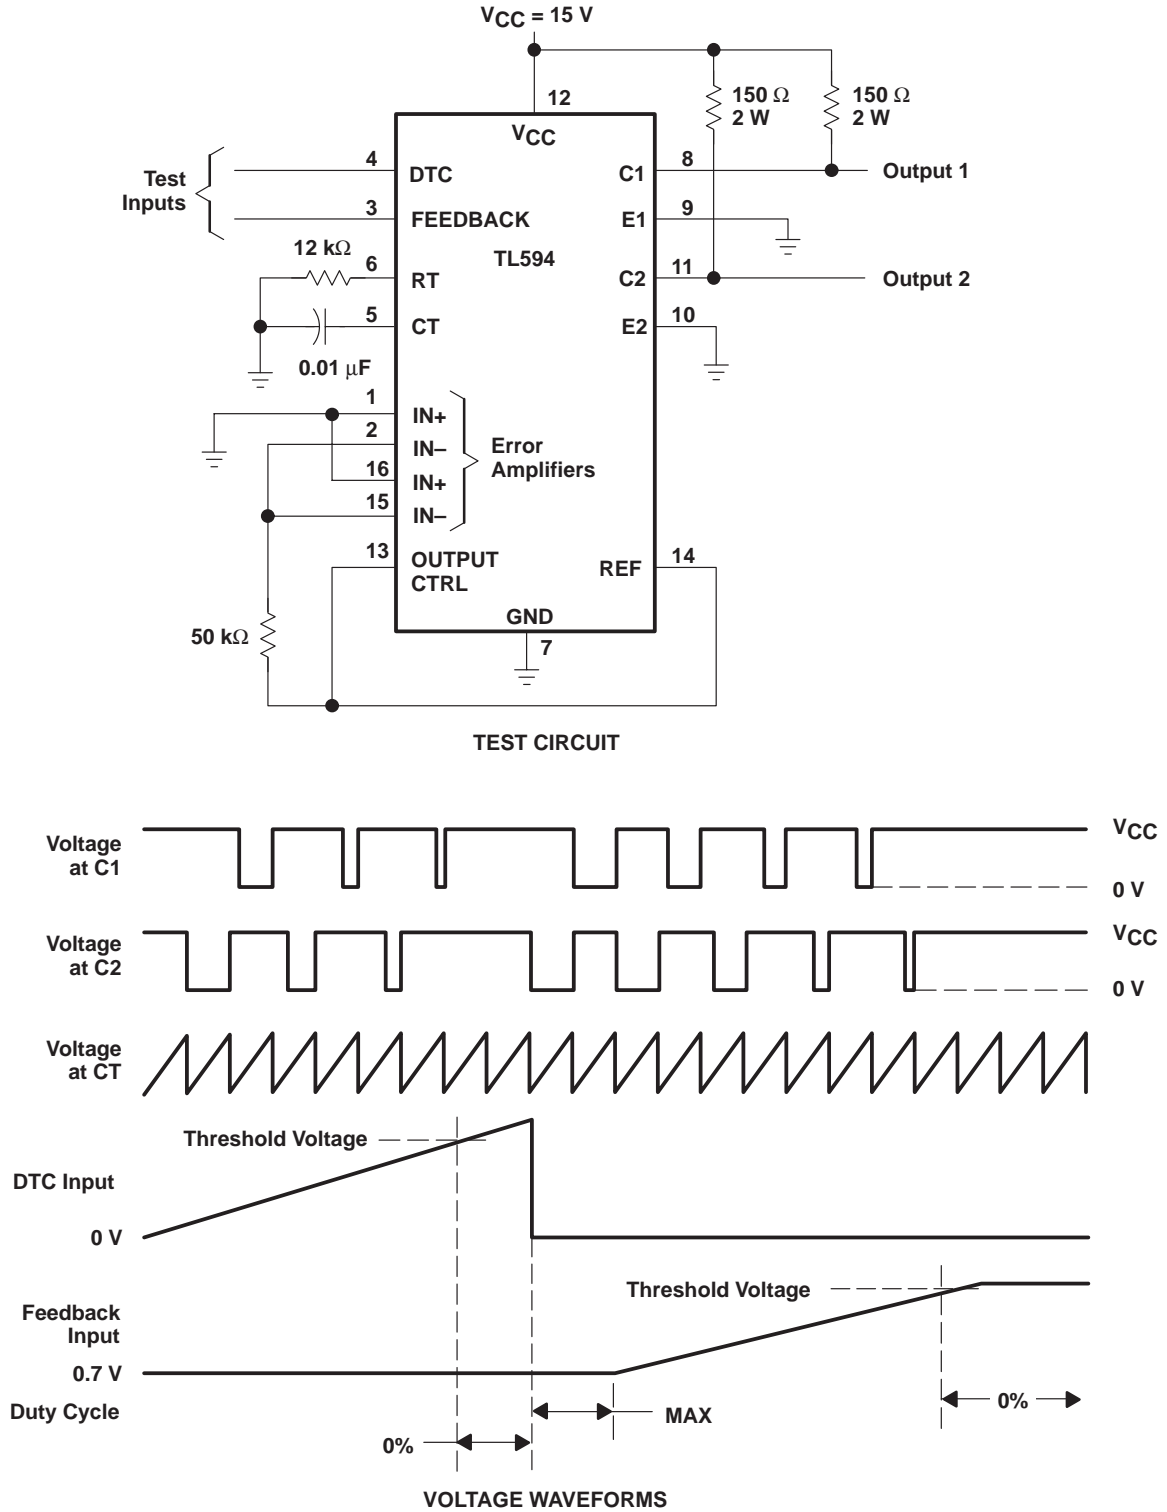 VCC = 15 V
12
150 Ω
2 W
150 Ω
2 W
VCC
Test
Inputs
4
DTC
C1
8
Output 1
3
FEEDBACK
E1
9
TL594
12 kΩ
6
RT
C2
11
Output 2
5
CT
E2
10
0.01 μF
1
IN+
2
IN–
16
IN+
15
IN–
Error
Amplifiers
13
OUTPUT
CTRL
REF
14
GND
7
50 kΩ
TEST CIRCUIT
Voltage
at C1
VCC
0 V
Voltage
at C2
VCC
0 V
Voltage
at CT
Threshold Voltage
DTC Input
0 V
Threshold Voltage
Feedback
Input
0.7 V
Duty Cycle
MAX
0%
0%
VOLTAGE WAVEFORMS